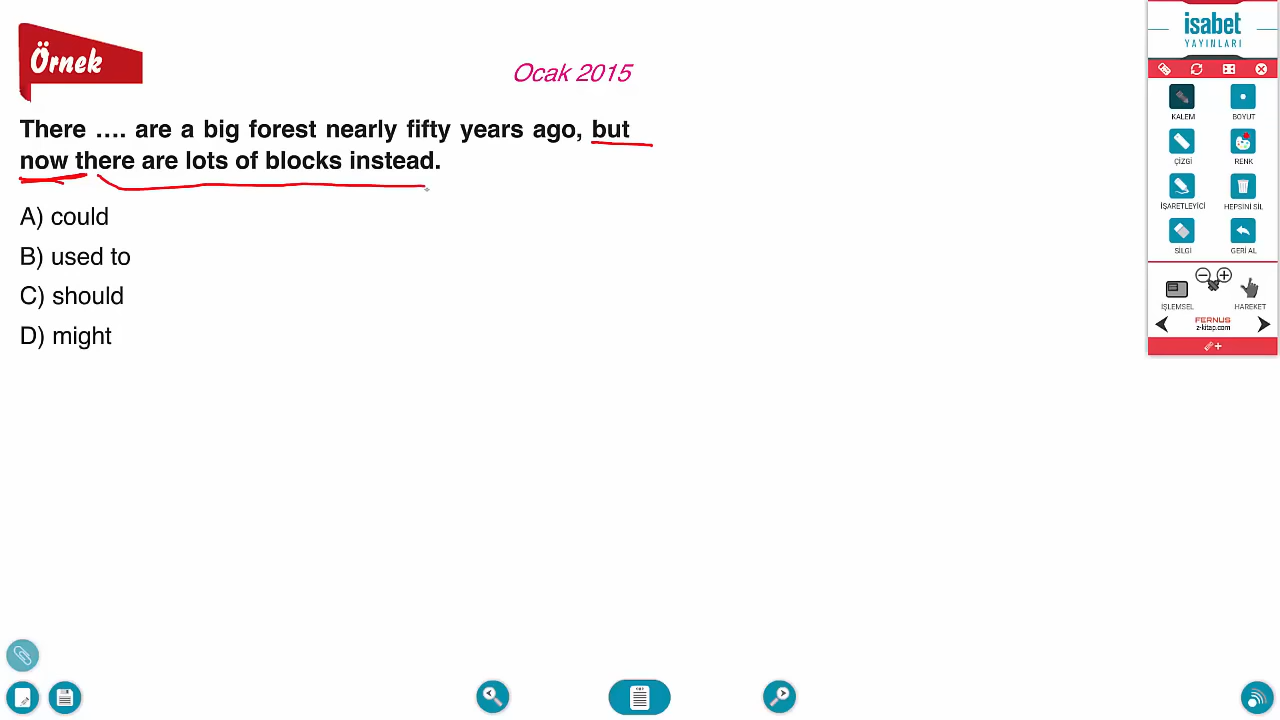 Örnek
Ocak 2015
There .... are a big forest nearly fifty years ago, but
now there are lots of blocks instead.
A) could
B) used to
C) should
D) might
isabet
YAYINLARI
KALEM
BOYUT
ÇİZGİ
RENK
İŞARETLEYİCİ
HEPSİNİ SİL
SİLGİ
GERİ AL
İŞLEMSEL
HAREKET
FERNUS
z-kitap.com